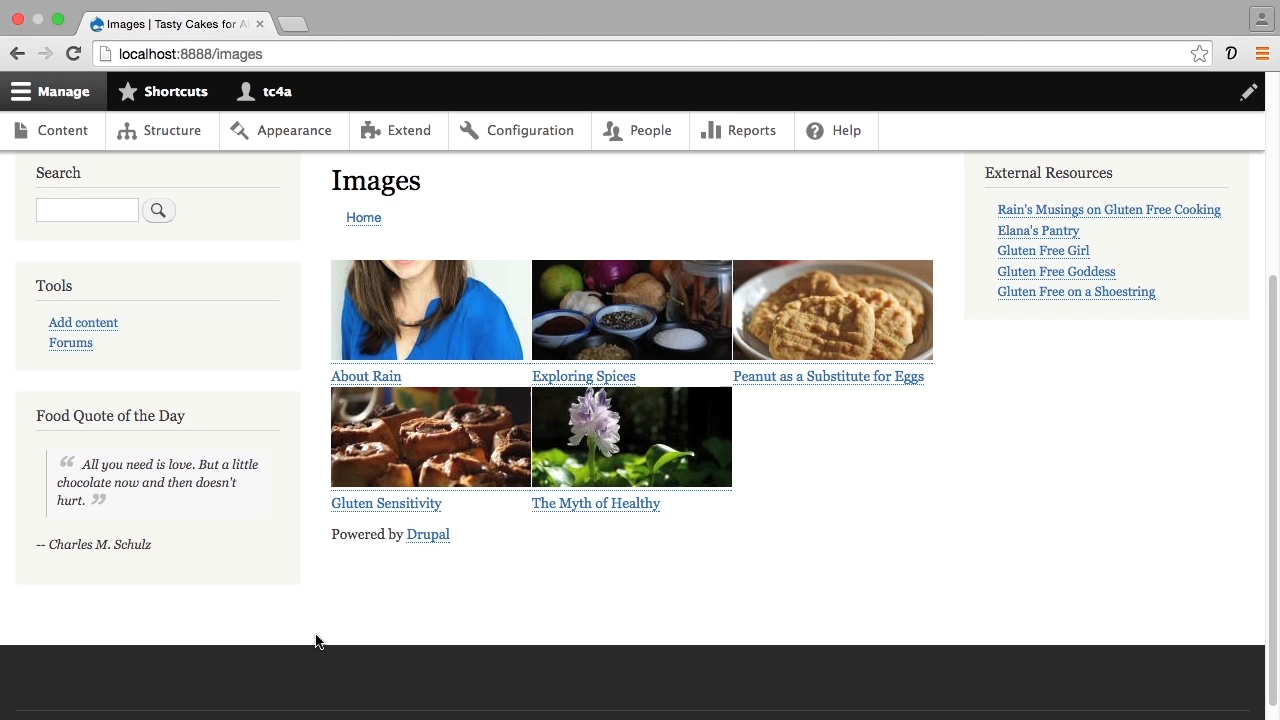 Images | Tasty Cakes for Al
localhost:8888/images
Manage
Shortcuts
tc4a
Content
Structure
Appearance
Extend
Configuration
People
Reports
Help
Search
Tools
Add content
Forums
Food Quote of the Day
“ All you need is love. But a little
chocolate now and then doesn't
hurt. ”
-- Charles M. Schulz
Images
Home
About Rain
Exploring Spices
Peanut as a Substitute for Eggs
Gluten Sensitivity
The Myth of Healthy
Powered by Drupal
External Resources
Rain's Musings on Gluten Free Cooking
Elana's Pantry
Gluten Free Girl
Gluten Free Goddess
Gluten Free on a Shoestring